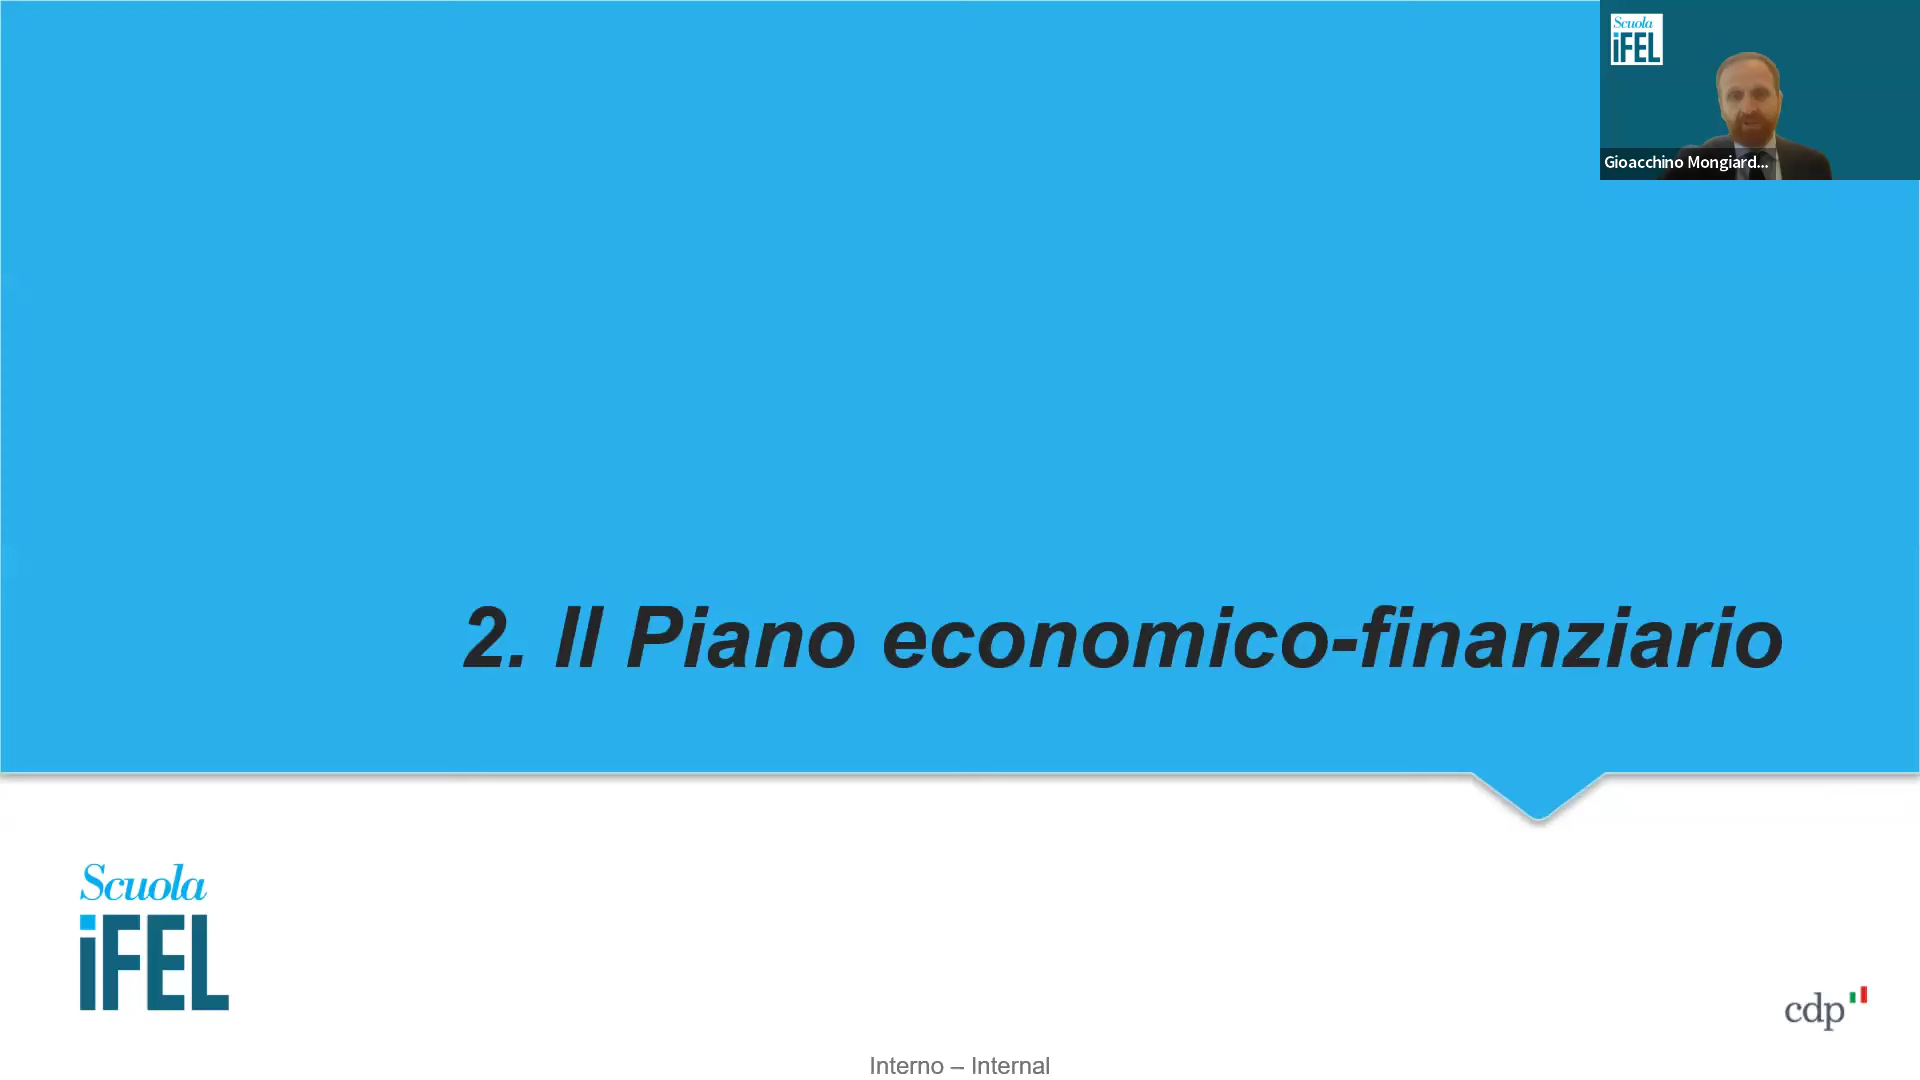 Scuola
iFEL
Gioacchino Mongiard...
2. Il Piano economico-finanziario
Scuola
iFEL
cdp
Interno – Internal